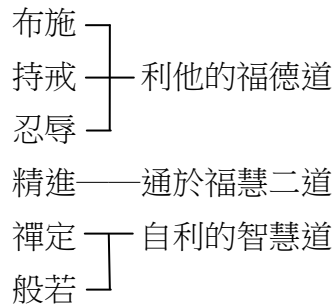 布施
持戒 利他的福德道
忍辱
精進——通於福慧二道
禪定 自利的智慧道
般若